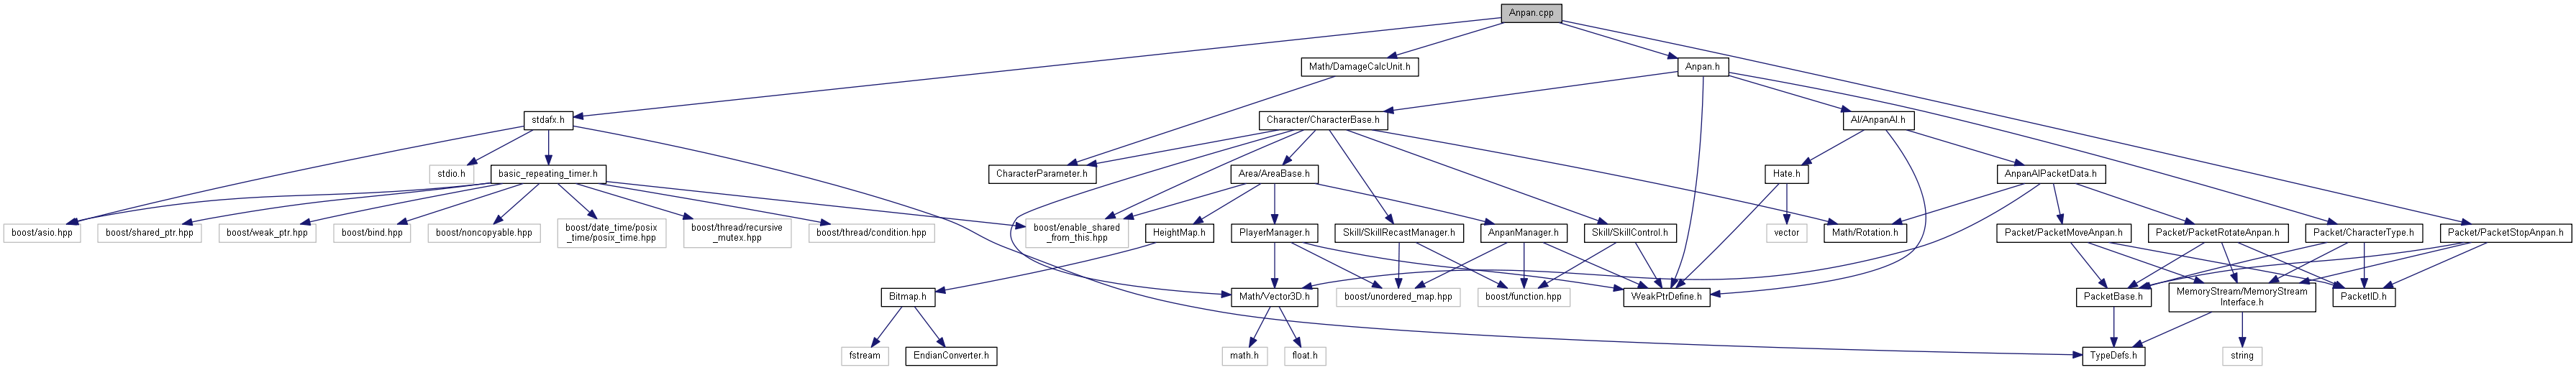 Anpan.cpp
Math/DamageCalcUnit.h
Anpan.h
stdafx.h
Character/CharacterBase.h
AI/AnpanAI.h
stdio.h
basic_repeating_timer.h
CharacterParameter.h
Area/AreaBase.h
Hate.h
AnpanAIPacketData.h
boost/asio.hpp
boost/shared_ptr.hpp
boost/weak_ptr.hpp
boost/bind.hpp
boost/noncopyable.hpp
boost/date_time/posix
_time/posix_time.hpp
boost/thread/recursive
_mutex.hpp
boost/thread/condition.hpp
boost/enable_shared
_from_this.hpp
HeightMap.h
PlayerManager.h
Skill/SkillRecastManager.h
AnpanManager.h
Skill/SkillControl.h
vector
Math/Rotation.h
Packet/PacketMoveAnpan.h
Packet/PacketRotateAnpan.h
Packet/CharacterType.h
Packet/PacketStopAnpan.h
Bitmap.h
Math/Vector3D.h
boost/unordered_map.hpp
boost/function.hpp
WeakPtrDefine.h
PacketBase.h
MemoryStream/MemoryStream
Interface.h
PacketID.h
fstream
EndianConverter.h
math.h
float.h
TypeDefs.h
string